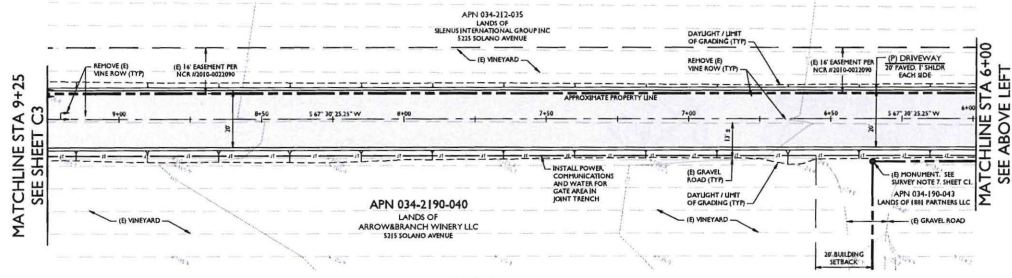 MATCHLINE STA 9+25
SEE SHEET C3
APN 034-212-035
LANDS OF
SILENUS INTERNATIONAL GROUP INC
5225 SOLANO AVENUE
DAYLIGHT / LIMIT
OF GRADING (TYP)
REMOVE (E)
VINE ROW (TYP)
(E) 16' EASEMENT PER
NCR #2010-0022090
(E) VINEYARD
REMOVE (E)
VINE ROW (TYP)
(E) 16' EASEMENT PER
NCR #2010-0022090
(P) DRIVEWAY
20' PAVED, 1' SHLDR
EACH SIDE
APPROXIMATE PROPERTY LINE
9+00
8+50
S 67° 30' 25.25" W
8+00
7+50
7+00
6+50
S 67° 30' 25.25" W
6+00
20'
20'
INSTALL POWER,
COMMUNICATIONS
AND WATER FOR
GATE AREA IN
JOINT TRENCH
(E) GRAVEL
ROAD (TYP)
DAYLIGHT / LIMIT
OF GRADING (TYP)
(E) MONUMENT. SEE
SURVEY NOTE 7, SHEET C1.
APN 034-190-043
LANDS OF 1881 PARTNERS LLC
(E) VINEYARD
APN 034-2190-040
LANDS OF
ARROW&BRANCH WINERY LLC
5215 SOLANO AVENUE
(E) VINEYARD
(E) GRAVEL ROAD
20' BUILDING
SETBACK
MATCHLINE STA 6+00
SEE ABOVE LEFT